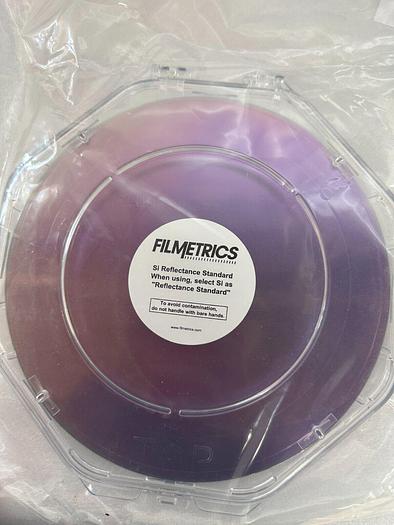 FILMETRICS
Si Reflectance Standard
When using, select Si as
"Reflectance Standard"
To avoid contamination,
do not handle with bare hands.
www.filmetrics.com
TOP